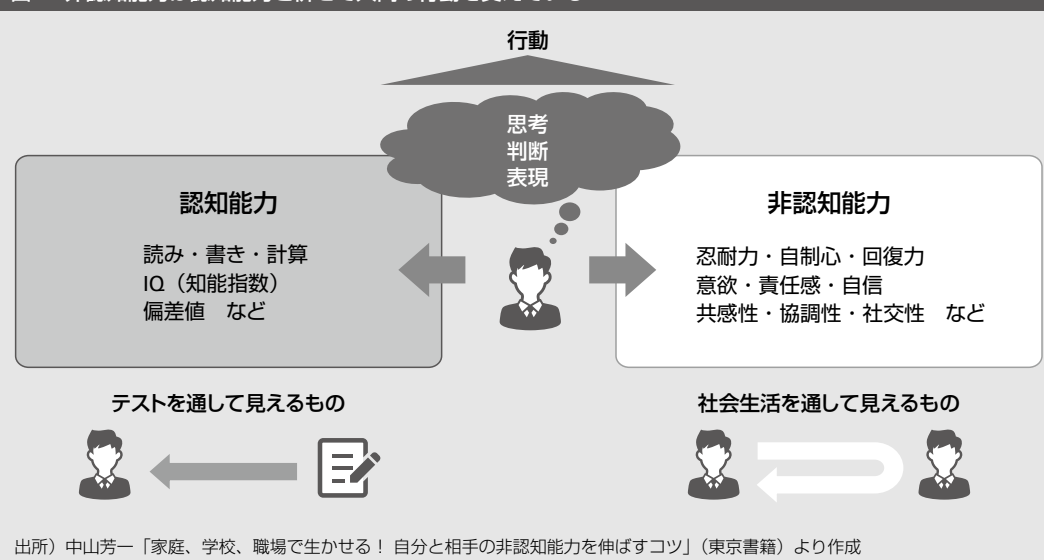 行動
思考
判断
表現
認知能力
読み・書き・計算
IQ（知能指数）
偏差値　など
非認知能力
忍耐力・自制心・回復力
意欲・責任感・自信
共感性・協調性・社交性　など
テストを通して見えるもの
社会生活を通して見えるもの
出所）中山芳一「家庭、学校、職場で生かせる！ 自分と相手の非認知能力を伸ばすコツ」（東京書籍）より作成